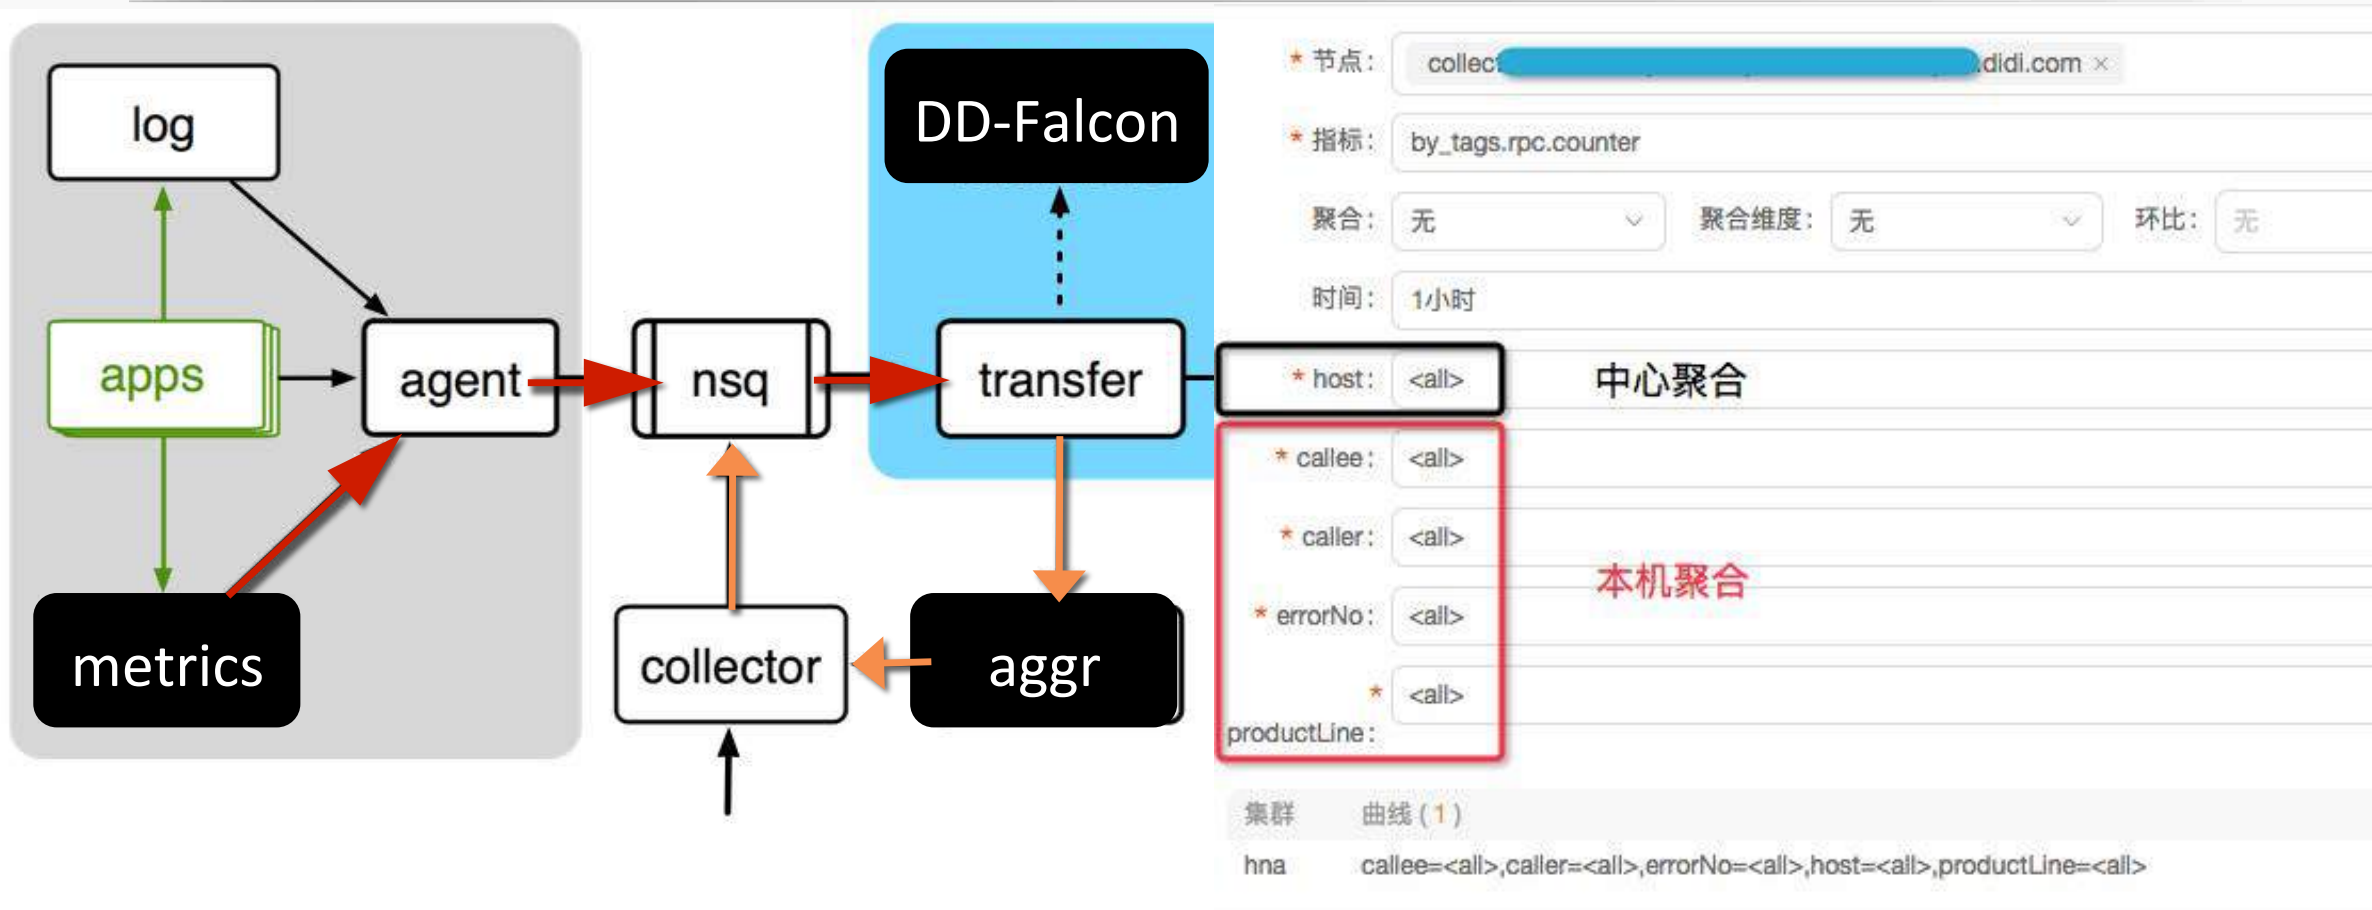 log
apps
agent
metrics
nsq
collector
DD-Falcon
transfer
aggr
* 节点: collec .didi.com ×
* 指标: by_tags.rpc.counter
聚合: 无 聚合维度: 无 环比: 无
时间: 1小时
* host: <all> 中心聚合
* callee: <all>
* caller: <all>
本机聚合
* errorNo: <all>
* <all>
productLine:
集群 曲线 ( 1 )
hna callee=<all>,caller=<all>,errorNo=<all>,host=<all>,productLine=<all>